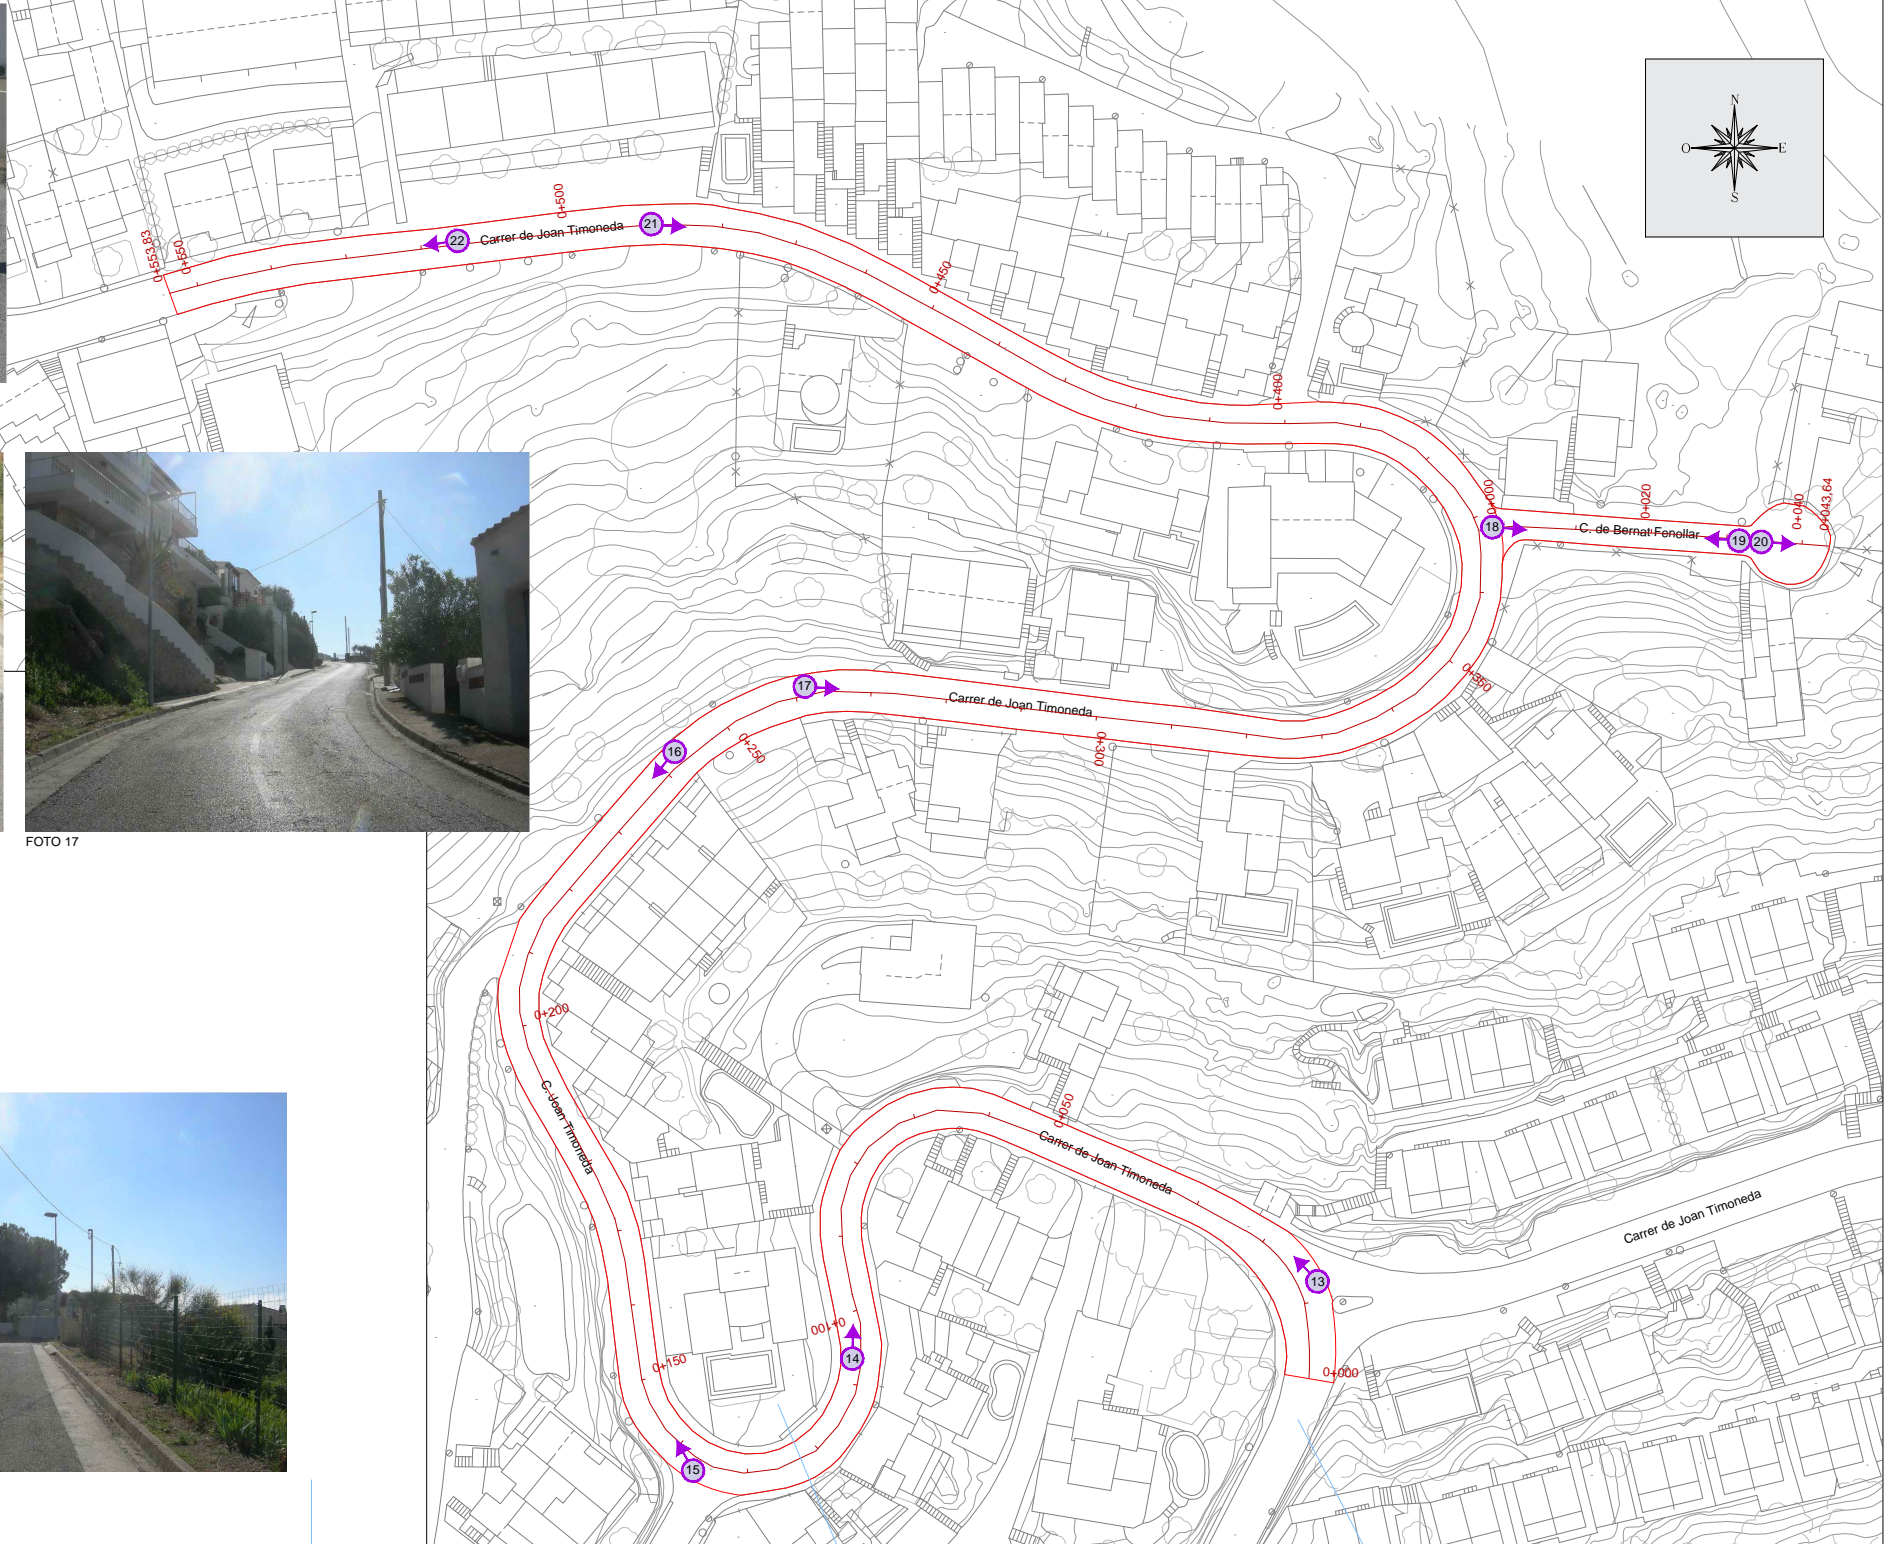 N
O
E
S
0+500
21
22
Carrer de Joan Timoneda
0+553,83
0+550
0+450
0+400
0+000
0+020
0+040
0+043,64
18
C. de Bernat Fenollar
19
20
0+350
17
Carrer de Joan Timoneda
16
0+250
0+300
FOTO 17
0+200
C. Joan Timoneda
0+050
Carrer de Joan Timoneda
Carrer de Joan Timoneda
13
0+100
14
0+150
0+000
15